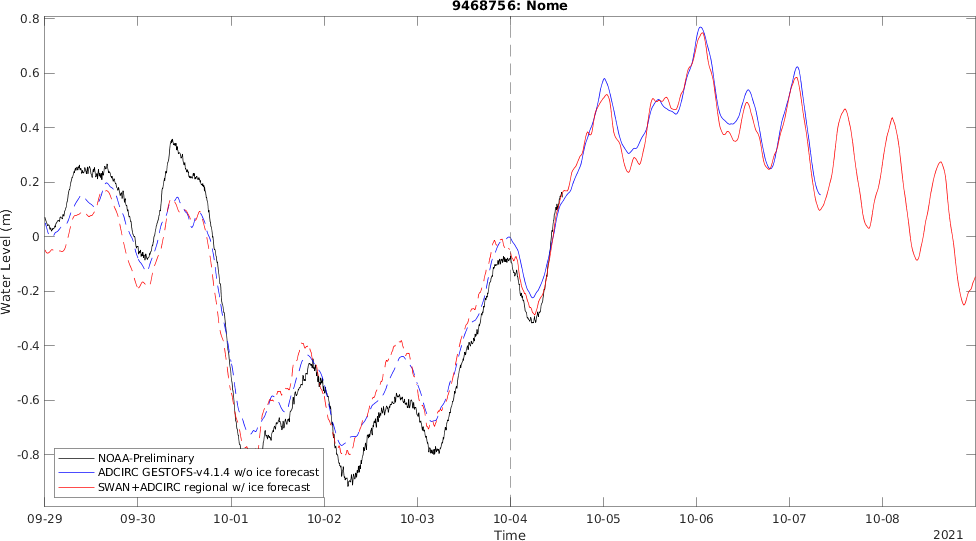 9468756: Nome
0.8
0.6
0.4
0.2
0
-0.2
-0.4
-0.6
-0.8
Water Level (m)
NOAA-Preliminary
ADCIRC GESTOFS-v4.1.4 w/o ice forecast
SWAN+ADCIRC regional w/ ice forecast
09-29 09-30 10-01 10-02 10-03 10-04 10-05 10-06 10-07 10-08
Time
2021